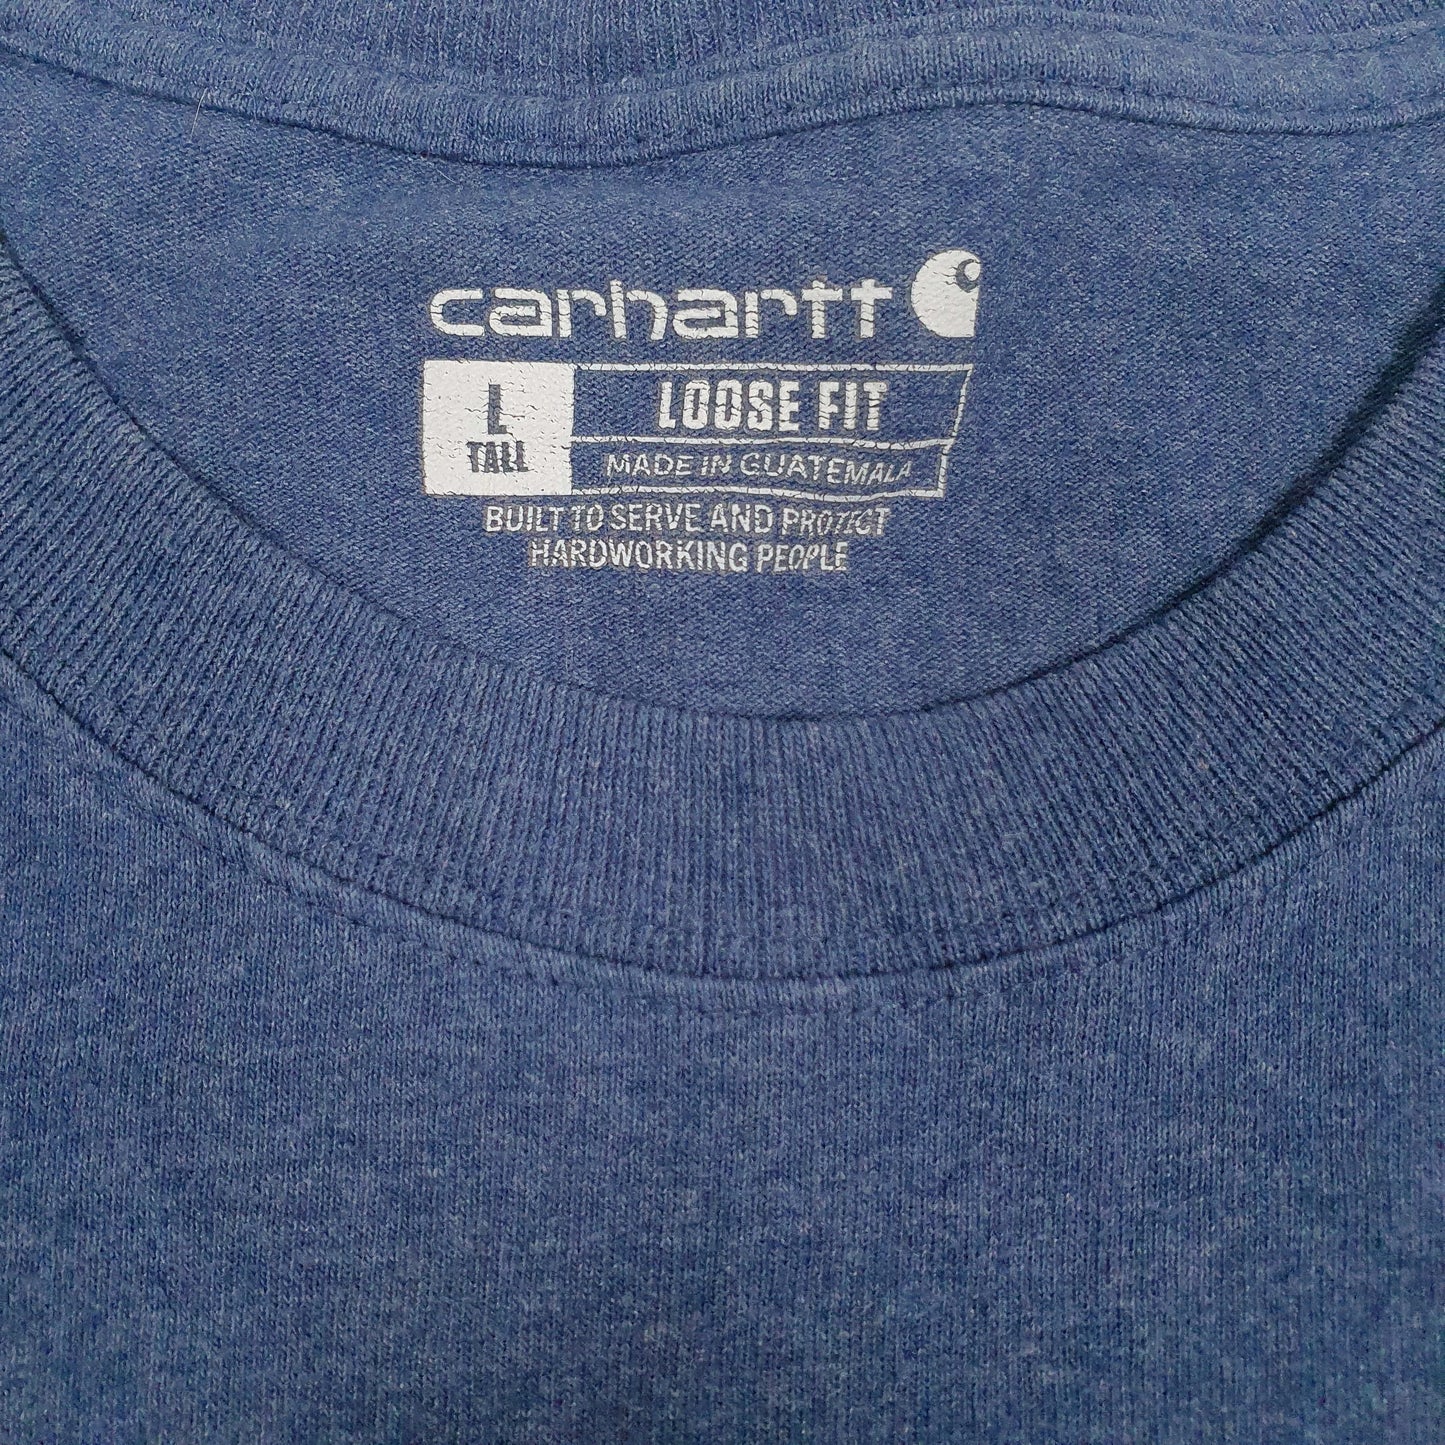 carhartt
L
TALL
LOOSE FIT
MADE IN GUATEMALA
BUILT TO SERVE AND PROTECT
HARDWORKING PEOPLE